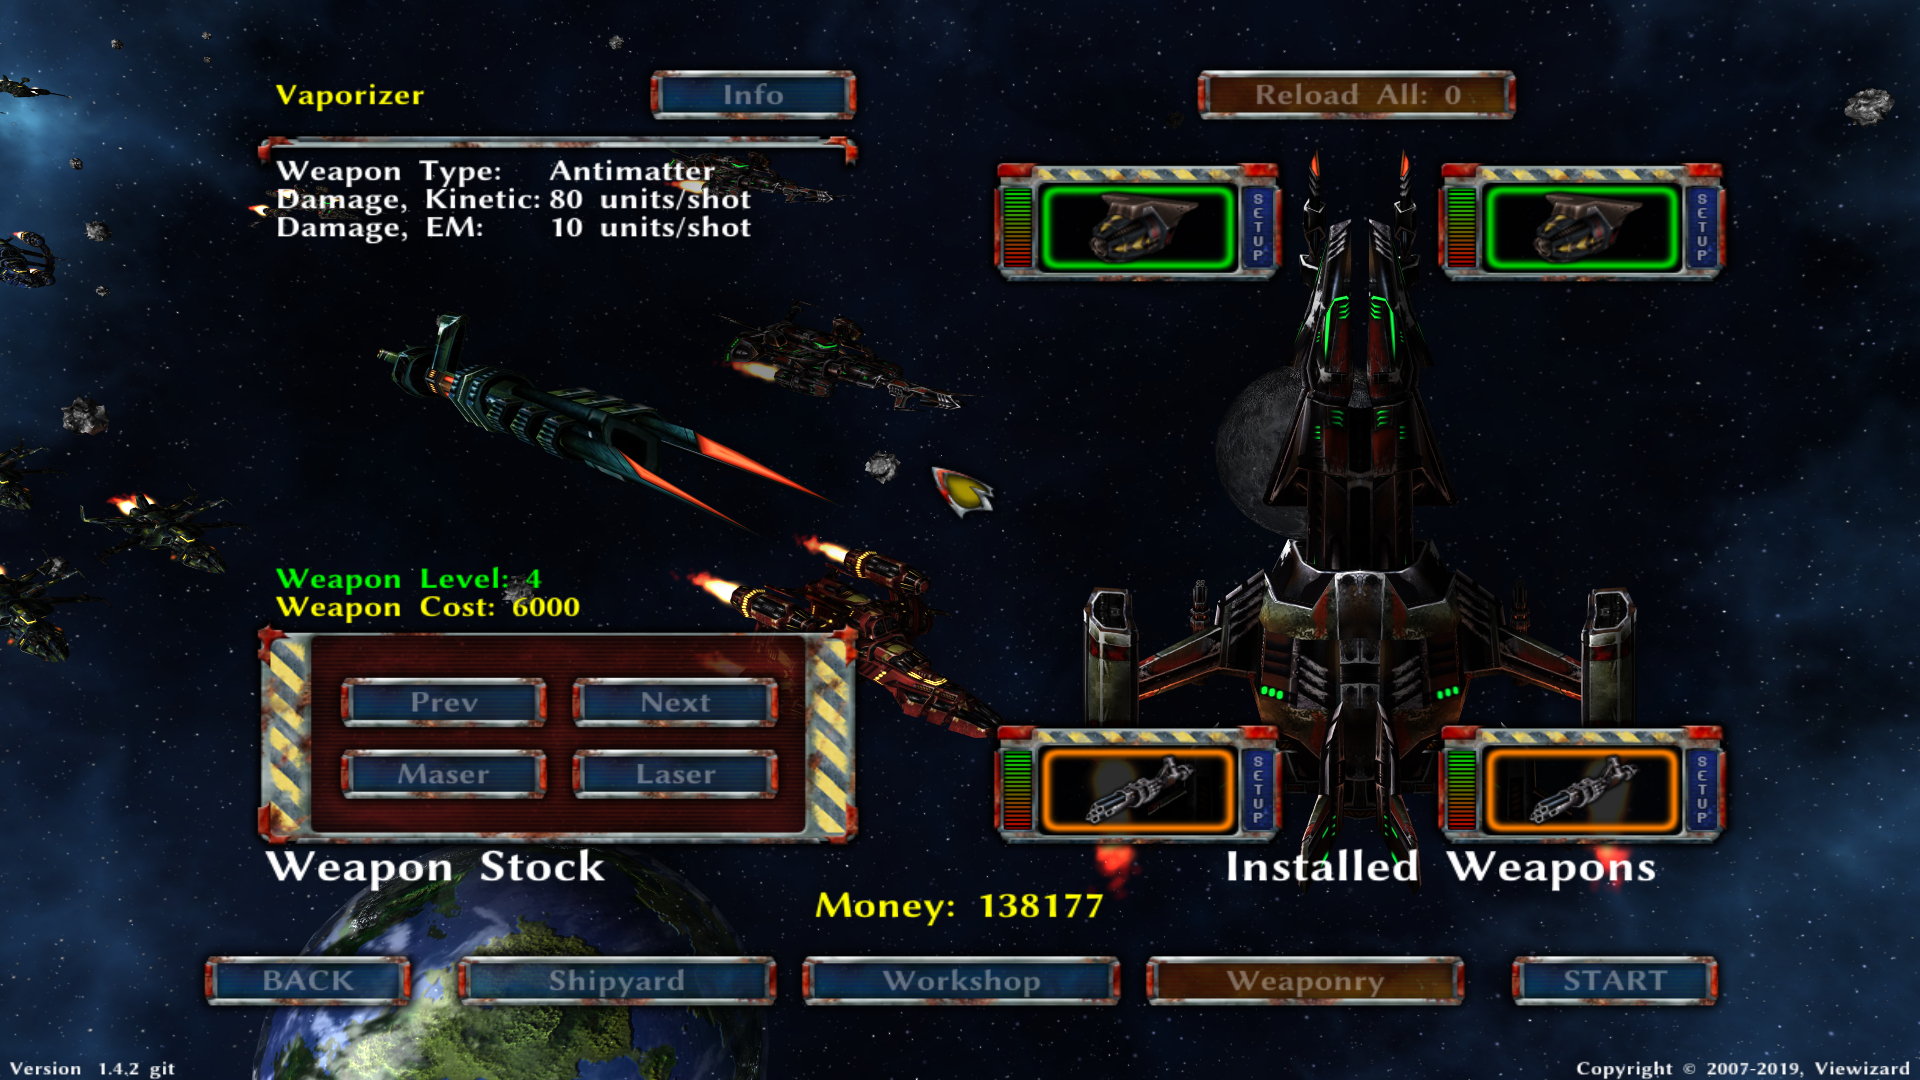 Vaporizer
Info
Reload All: 0
Weapon Type: Antimatter
Damage, Kinetic: 80 units/shot
Damage, EM: 10 units/shot
SETUP
SETUP
Weapon Level: 4
Weapon Cost: 6000
Prev
Next
Maser
Laser
SETUP
SETUP
Weapon Stock
Installed Weapons
Money: 138177
BACK
Shipyard
Workshop
Weaponry
START
Version 1.4.2 git
Copyright © 2007-2019, Viewizard